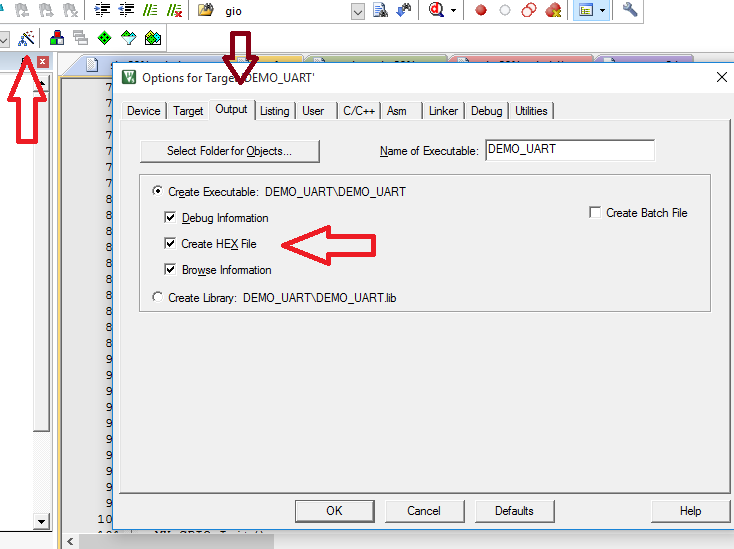 gio
Options for Target 'DEMO_UART'
Device Target Output Listing User C/C++ Asm Linker Debug Utilities
Select Folder for Objects... Name of Executable: DEMO_UART
Create Executable: DEMO_UART\DEMO_UART
Debug Information Create Batch File
Create HEX File
Browse Information
Create Library: DEMO_UART\DEMO_UART.lib
OK Cancel Defaults Help